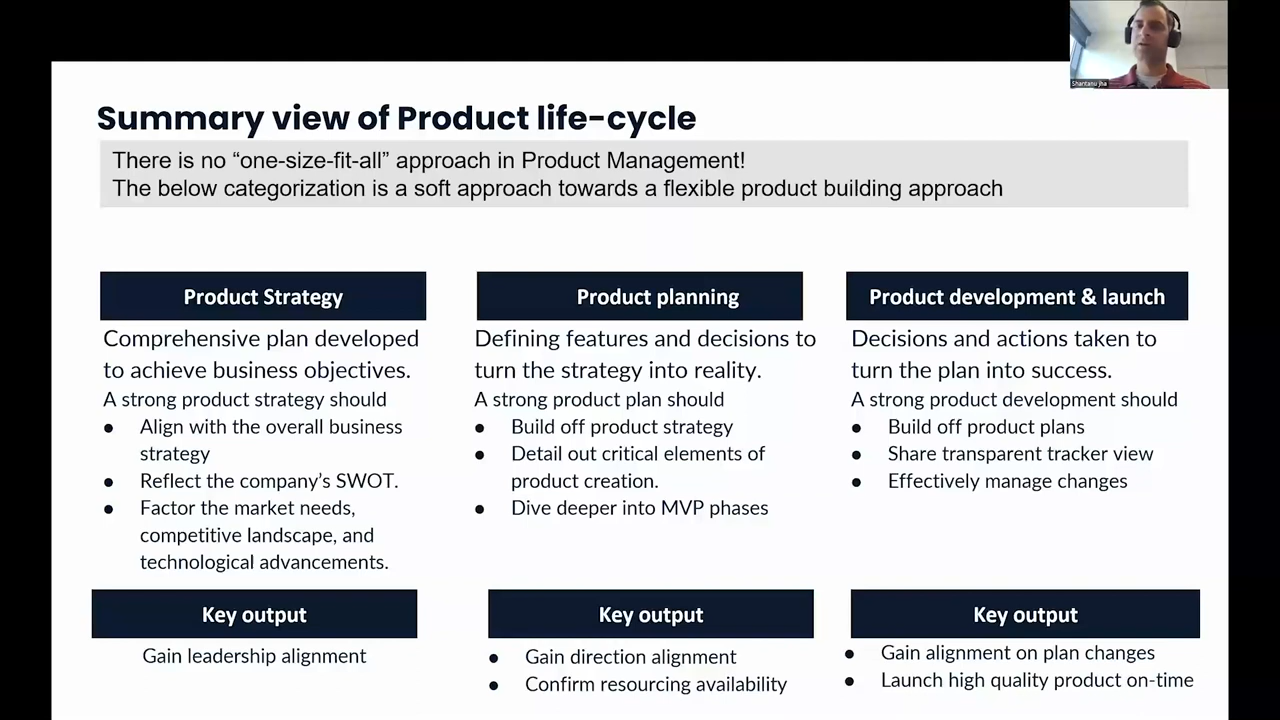 Shantanu jha
Summary view of Product life-cycle
There is no “one-size-fit-all” approach in Product Management!
The below categorization is a soft approach towards a flexible product building approach
Product Strategy
Comprehensive plan developed
to achieve business objectives.
A strong product strategy should
● Align with the overall business
strategy
● Reflect the company’s SWOT.
● Factor the market needs,
competitive landscape, and
technological advancements.
Key output
Gain leadership alignment
Product planning
Defining features and decisions to
turn the strategy into reality.
A strong product plan should
● Build off product strategy
● Detail out critical elements of
product creation.
● Dive deeper into MVP phases
Key output
● Gain direction alignment
● Confirm resourcing availability
Product development & launch
Decisions and actions taken to
turn the plan into success.
A strong product development should
● Build off product plans
● Share transparent tracker view
● Effectively manage changes
Key output
● Gain alignment on plan changes
● Launch high quality product on-time